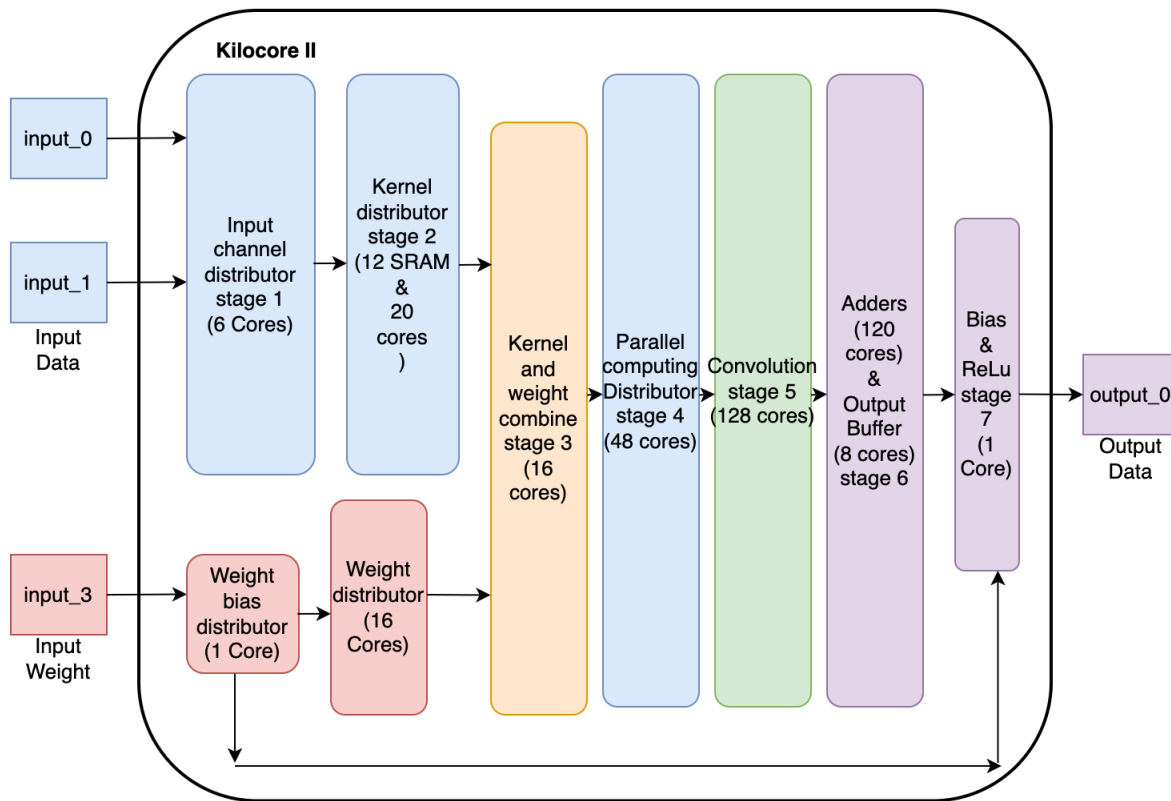 Kilocore II
input_0
input_1
Input
Data
Input
channel
distributor
stage 1
(6 Cores)
Kernel
distributor
stage 2
(12 SRAM
&
20
cores
)
input_3
Input
Weight
Weight
bias
distributor
(1 Core)
Weight
distributor
(16
Cores)
Kernel
and
weight
combine
stage 3
(16
cores)
Parallel
computing
Distributor
stage 4
(48 cores)
Convolution
stage 5
(128 cores)
Adders
(120
cores)
&
Output
Buffer
(8 cores)
stage 6
Bias
&
ReLu
stage
7
(1
Core)
output_0
Output
Data